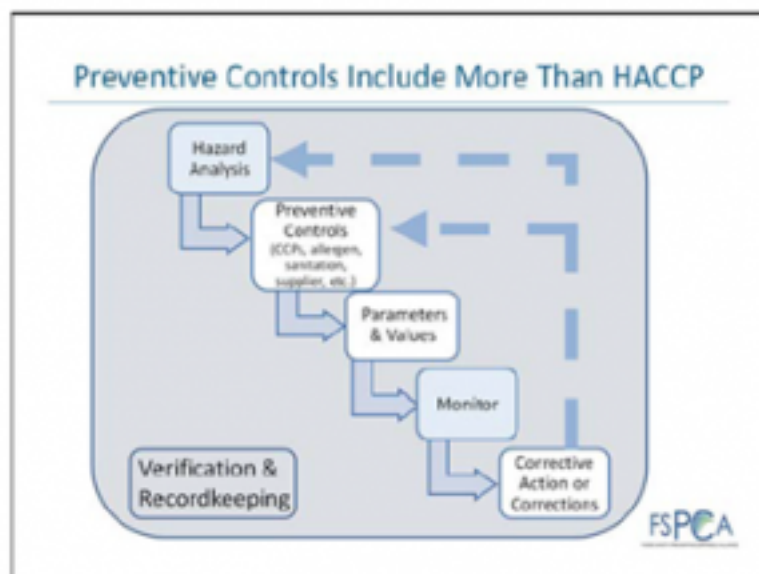 Preventive Controls Include More Than HACCP
Hazard
Analysis
Preventive
Controls
(CCPs, allergen,
sanitation,
supplier, etc.)
Parameters
& Values
Monitor
Corrective
Action or
Corrections
Verification &
Recordkeeping
FSPCA